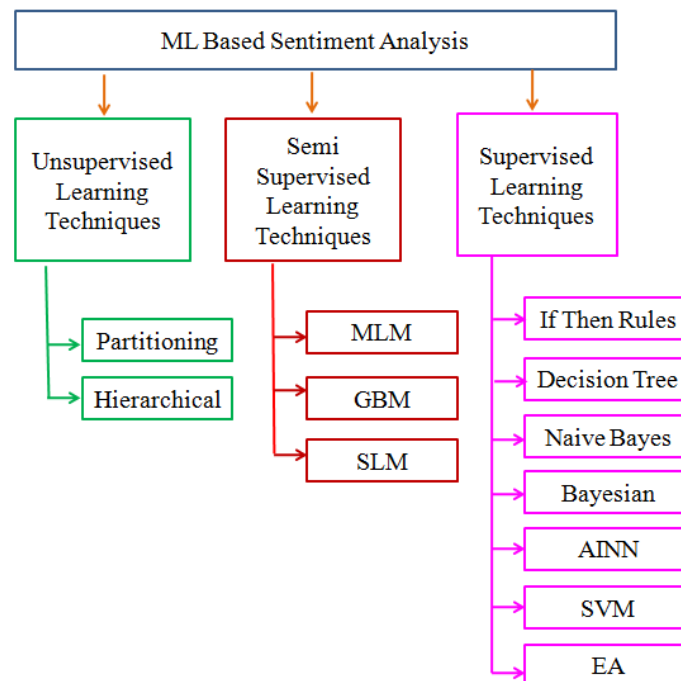 ML Based Sentiment Analysis
Unsupervised
Learning
Techniques
Partitioning
Hierarchical
Semi
Supervised
Learning
Techniques
MLM
GBM
SLM
Supervised
Learning
Techniques
If Then Rules
Decision Tree
Naive Bayes
Bayesian
AINN
SVM
EA